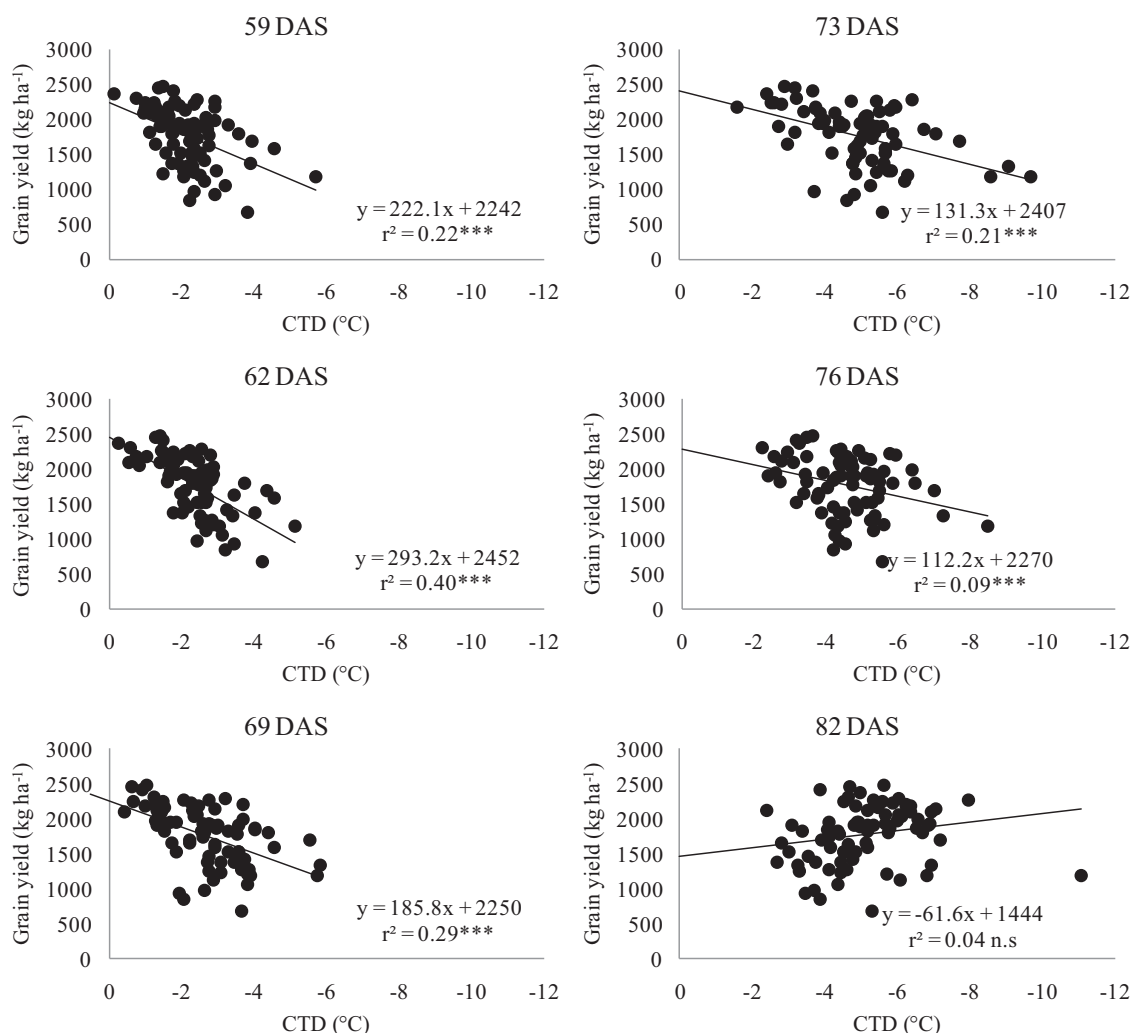 59 DAS
3000
2500
2000
1500
1000
500
0
Grain yield (kg ha⁻¹)
y = 222.1x + 2242
r² = 0.22***
0 -2 -4 -6 -8 -10 -12
CTD (°C)
73 DAS
3000
2500
2000
1500
1000
500
0
Grain yield (kg ha⁻¹)
y = 131.3x + 2407
r² = 0.21***
0 -2 -4 -6 -8 -10 -12
CTD (°C)
62 DAS
3000
2500
2000
1500
1000
500
0
Grain yield (kg ha⁻¹)
y = 293.2x + 2452
r² = 0.40***
0 -2 -4 -6 -8 -10 -12
CTD (°C)
76 DAS
3000
2500
2000
1500
1000
500
0
Grain yield (kg ha⁻¹)
y = 112.2x + 2270
r² = 0.09***
0 -2 -4 -6 -8 -10 -12
CTD (°C)
69 DAS
3000
2500
2000
1500
1000
500
0
Grain yield (kg ha⁻¹)
y = 185.8x + 2250
r² = 0.29***
0 -2 -4 -6 -8 -10 -12
CTD (°C)
82 DAS
3000
2500
2000
1500
1000
500
0
Grain yield (kg ha⁻¹)
y = -61.6x + 1444
r² = 0.04 n.s
0 -2 -4 -6 -8 -10 -12
CTD (°C)